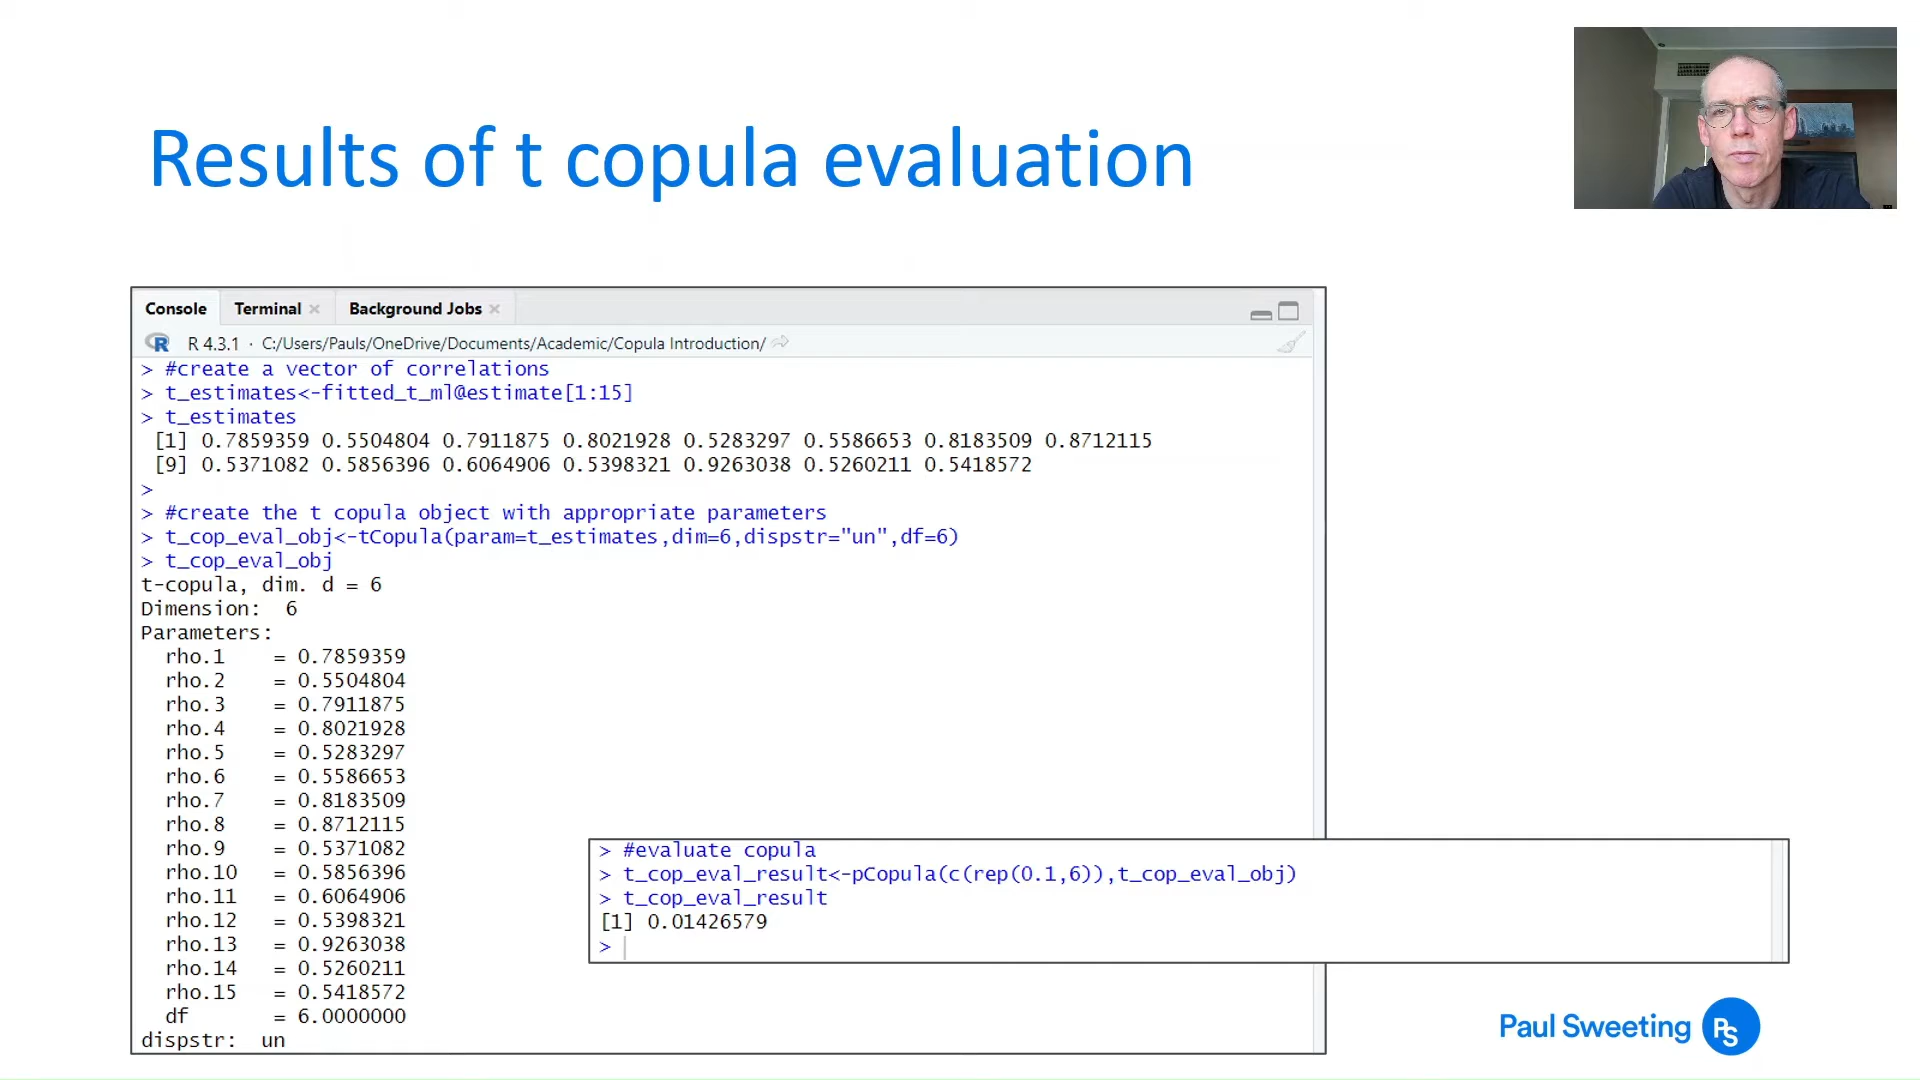 Results of t copula evaluation
Console Terminal Background Jobs
R 4.3.1 · C:/Users/Pauls/OneDrive/Documents/Academic/Copula Introduction/
> #create a vector of correlations
> t_estimates<-fitted_t_ml@estimate[1:15]
> t_estimates
[1] 0.7859359 0.5504804 0.7911875 0.8021928 0.5283297 0.5586653 0.8183509 0.8712115
[9] 0.5371082 0.5856396 0.6064906 0.5398321 0.9263038 0.5260211 0.5418572
>
> #create the t copula object with appropriate parameters
> t_cop_eval_obj<-tCopula(param=t_estimates,dim=6,dispstr="un",df=6)
> t_cop_eval_obj
t-copula, dim. d = 6
Dimension:  6
Parameters:
rho.1 = 0.7859359
rho.2 = 0.5504804
rho.3 = 0.7911875
rho.4 = 0.8021928
rho.5 = 0.5283297
rho.6 = 0.5586653
rho.7 = 0.8183509
rho.8 = 0.8712115
rho.9 = 0.5371082
rho.10 = 0.5856396
rho.11 = 0.6064906
rho.12 = 0.5398321
rho.13 = 0.9263038
rho.14 = 0.5260211
rho.15 = 0.5418572
df = 6.0000000
dispstr:  un
> #evaluate copula
> t_cop_eval_result<-pCopula(c(rep(0.1,6)),t_cop_eval_obj)
> t_cop_eval_result
[1] 0.01426579
>
Paul Sweeting PS